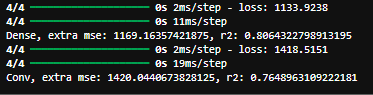 4/4 ━━━━━━━━━━━━━━━━━━━━ 0s 2ms/step - loss: 1133.9238
4/4 ━━━━━━━━━━━━━━━━━━━━ 0s 11ms/step
Dense, extra mse: 1169.16357421875, r2: 0.8064322798913195
4/4 ━━━━━━━━━━━━━━━━━━━━ 0s 2ms/step - loss: 1418.5151
4/4 ━━━━━━━━━━━━━━━━━━━━ 0s 19ms/step
Conv, extra mse: 1420.0440673828125, r2: 0.7648963109222181